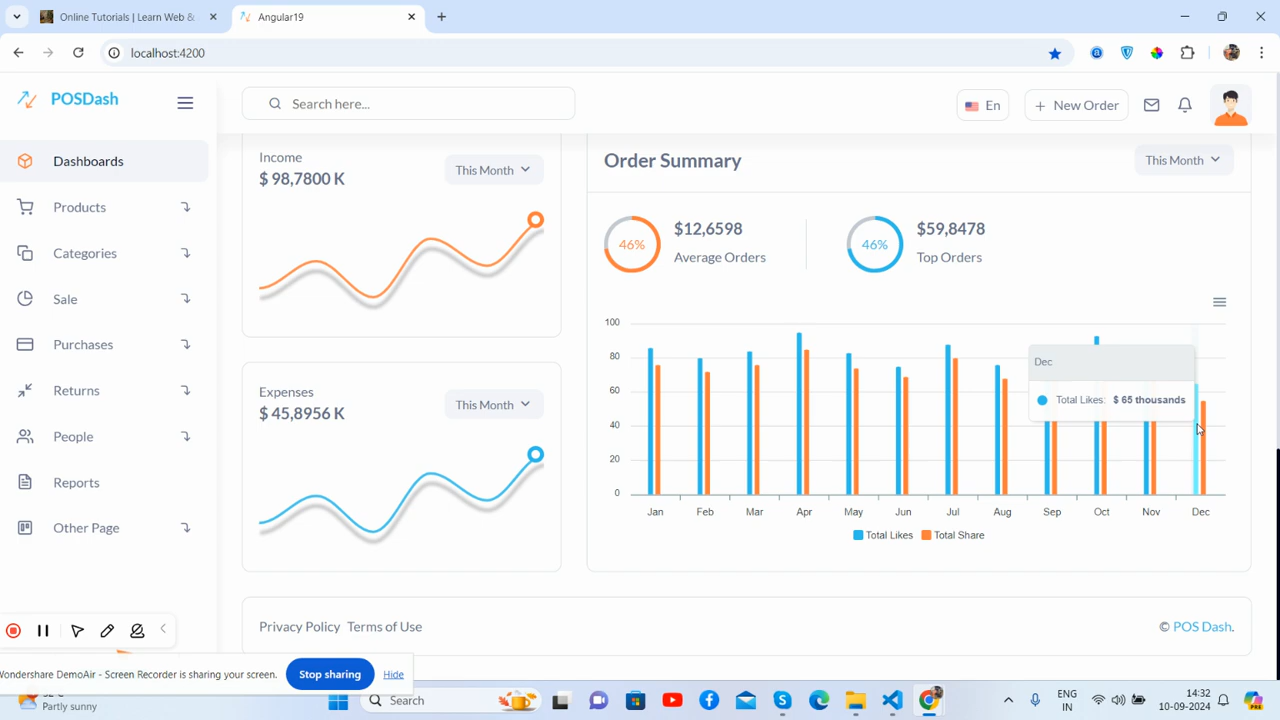 Online Tutorials | Learn Web &
Angular19
localhost:4200
POSDash
Search here...
En
New Order
Dashboards
Products
Categories
Sale
Purchases
Returns
People
Reports
Other Page
Income
$ 98,7800 K
This Month
Expenses
$ 45,8956 K
This Month
Order Summary
This Month
46%
$12,6598
Average Orders
46%
$59,8478
Top Orders
100
80
60
40
20
0
Dec
Total Likes: $ 65 thousands
Jan Feb Mar Apr May Jun Jul Aug Sep Oct Nov Dec
Total Likes Total Share
Privacy Policy Terms of Use
© POS Dash.
Wondershare DemoAir - Screen Recorder is sharing your screen.
Stop sharing
Hide
Partly sunny
Search
ENG
IN
14:32
10-09-2024